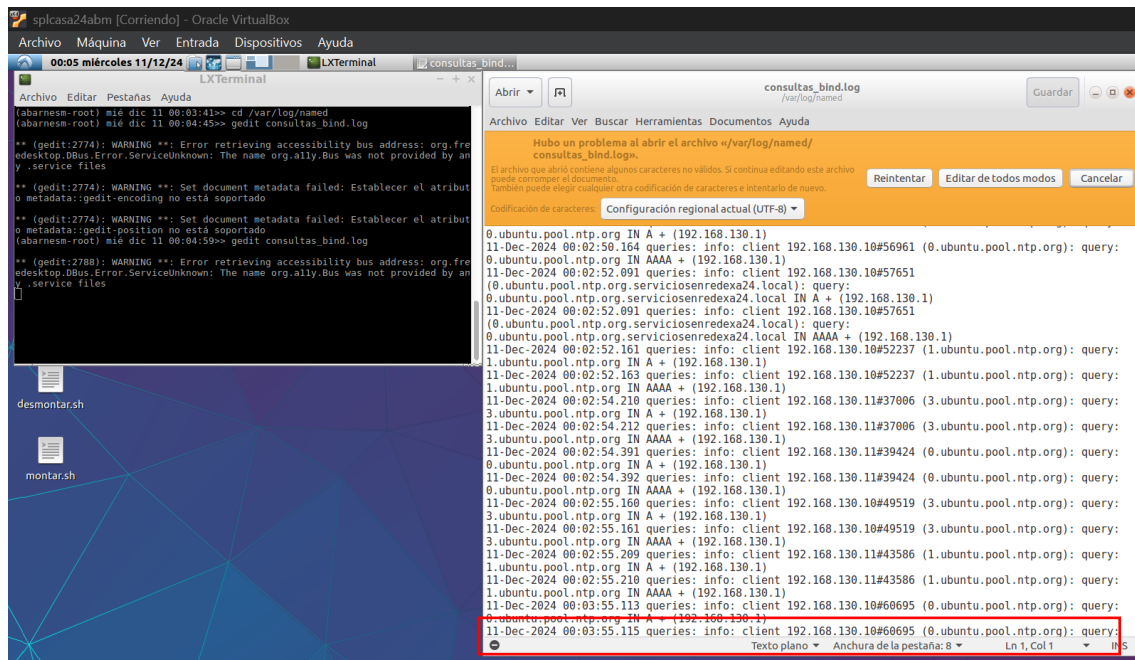 splcasa24abm [Corriendo] - Oracle VirtualBox
Archivo Máquina Ver Entrada Dispositivos Ayuda
00:05 miércoles 11/12/24 LXTerminal consultas_bind...
LXTerminal
Archivo Editar Pestañas Ayuda
(abarnesm-root) mié dic 11 00:03:41>> cd /var/log/named
(abarnesm-root) mié dic 11 00:04:45>> gedit consultas_bind.log
** (gedit:2774): WARNING **: Error retrieving accessibility bus address: org.fre
edesktop.DBus.Error.ServiceUnknown: The name org.a11y.Bus was not provided by an
y .service files
** (gedit:2774): WARNING **: Set document metadata failed: Establecer el atribut
o metadata::gedit-encoding no está soportado
** (gedit:2774): WARNING **: Set document metadata failed: Establecer el atribut
o metadata::gedit-position no está soportado
(abarnesm-root) mié dic 11 00:04:59>> gedit consultas_bind.log
** (gedit:2788): WARNING **: Error retrieving accessibility bus address: org.fre
edesktop.DBus.Error.ServiceUnknown: The name org.a11y.Bus was not provided by an
y .service files
desmontar.sh
montar.sh
Abrir
consultas_bind.log
/var/log/named
Guardar
Archivo Editar Ver Buscar Herramientas Documentos Ayuda
Hubo un problema al abrir el archivo «/var/log/named/
consultas_bind.log».
El archivo que abrió contiene algunos caracteres no válidos. Si continua editando este archivo
puede corromper el documento.
También puede elegir cualquier otra codificación de caracteres e intentarlo de nuevo.
Reintentar Editar de todos modos Cancelar
Codificación de caracteres: Configuración regional actual (UTF-8)
0.ubuntu.pool.ntp.org IN A + (192.168.130.1)
11-Dec-2024 00:02:50.164 queries: info: client 192.168.130.10#56961 (0.ubuntu.pool.ntp.org): query:
0.ubuntu.pool.ntp.org IN AAAA + (192.168.130.1)
11-Dec-2024 00:02:52.091 queries: info: client 192.168.130.10#57651
(0.ubuntu.pool.ntp.org.serviciosenredexa24.local): query:
0.ubuntu.pool.ntp.org.serviciosenredexa24.local IN A + (192.168.130.1)
11-Dec-2024 00:02:52.091 queries: info: client 192.168.130.10#57651
(0.ubuntu.pool.ntp.org.serviciosenredexa24.local): query:
0.ubuntu.pool.ntp.org.serviciosenredexa24.local IN AAAA + (192.168.130.1)
11-Dec-2024 00:02:52.161 queries: info: client 192.168.130.10#52237 (1.ubuntu.pool.ntp.org): query:
1.ubuntu.pool.ntp.org IN A + (192.168.130.1)
11-Dec-2024 00:02:52.163 queries: info: client 192.168.130.10#52237 (1.ubuntu.pool.ntp.org): query:
1.ubuntu.pool.ntp.org IN AAAA + (192.168.130.1)
11-Dec-2024 00:02:54.210 queries: info: client 192.168.130.11#37006 (3.ubuntu.pool.ntp.org): query:
3.ubuntu.pool.ntp.org IN A + (192.168.130.1)
11-Dec-2024 00:02:54.212 queries: info: client 192.168.130.11#37006 (3.ubuntu.pool.ntp.org): query:
3.ubuntu.pool.ntp.org IN AAAA + (192.168.130.1)
11-Dec-2024 00:02:54.391 queries: info: client 192.168.130.11#39424 (0.ubuntu.pool.ntp.org): query:
0.ubuntu.pool.ntp.org IN A + (192.168.130.1)
11-Dec-2024 00:02:54.392 queries: info: client 192.168.130.11#39424 (0.ubuntu.pool.ntp.org): query:
0.ubuntu.pool.ntp.org IN AAAA + (192.168.130.1)
11-Dec-2024 00:02:55.160 queries: info: client 192.168.130.10#49519 (3.ubuntu.pool.ntp.org): query:
3.ubuntu.pool.ntp.org IN A + (192.168.130.1)
11-Dec-2024 00:02:55.161 queries: info: client 192.168.130.10#49519 (3.ubuntu.pool.ntp.org): query:
3.ubuntu.pool.ntp.org IN AAAA + (192.168.130.1)
11-Dec-2024 00:02:55.209 queries: info: client 192.168.130.11#43586 (1.ubuntu.pool.ntp.org): query:
1.ubuntu.pool.ntp.org IN A + (192.168.130.1)
11-Dec-2024 00:02:55.210 queries: info: client 192.168.130.11#43586 (1.ubuntu.pool.ntp.org): query:
1.ubuntu.pool.ntp.org IN AAAA + (192.168.130.1)
11-Dec-2024 00:03:55.113 queries: info: client 192.168.130.10#60695 (0.ubuntu.pool.ntp.org): query:
0.ubuntu.pool.ntp.org IN A + (192.168.130.1)
11-Dec-2024 00:03:55.115 queries: info: client 192.168.130.10#60695 (0.ubuntu.pool.ntp.org): query:
Texto plano Anchura de la pestaña: 8 Ln 1, Col 1 INS